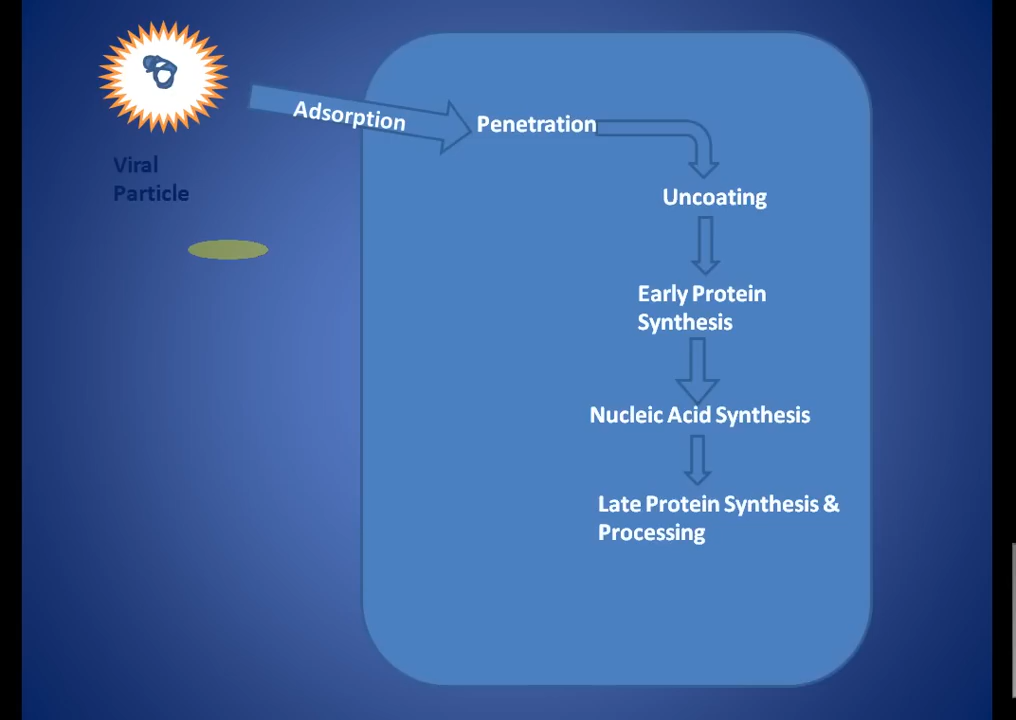 Viral
Particle
Adsorption
Penetration
Uncoating
Early Protein
Synthesis
Nucleic Acid Synthesis
Late Protein Synthesis &
Processing